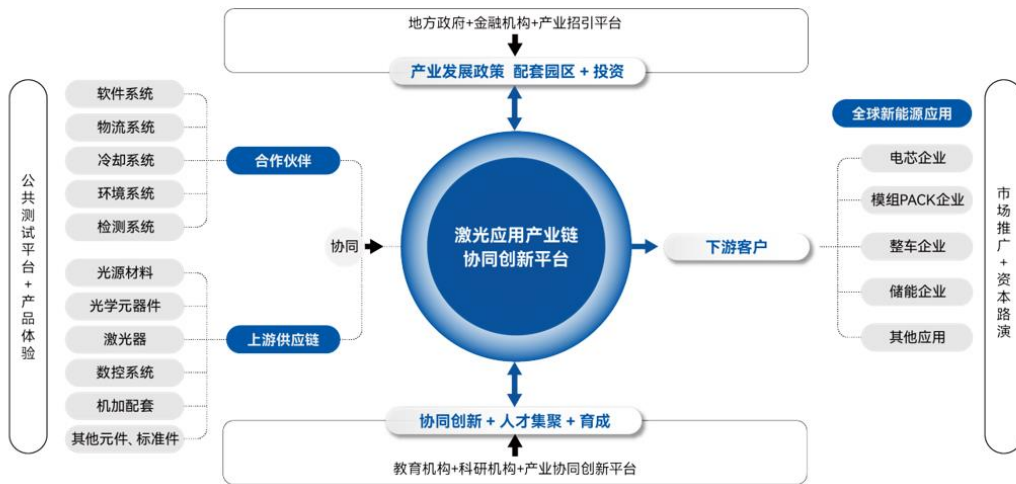 地方政府+金融机构+产业招引平台
产业发展政策 配套园区 + 投资
公共测试平台+产品体验
软件系统
物流系统
冷却系统
环境系统
检测系统
合作伙伴
光源材料
光学元器件
激光器
数控系统
机加配套
其他元件、标准件
上游供应链
协同
激光应用产业链
协同创新平台
下游客户
全球新能源应用
电芯企业
模组PACK企业
整车企业
储能企业
其他应用
市场推广+资本路演
协同创新 + 人才集聚 + 育成
教育机构+科研机构+产业协同创新平台